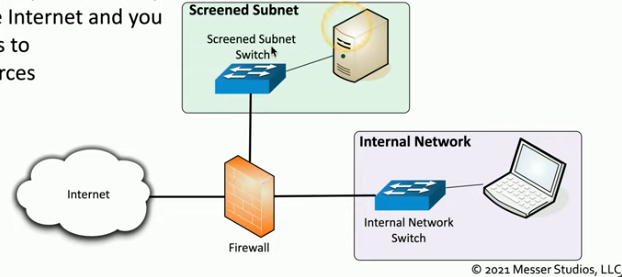 e Internet and you
s to
rces
Screened Subnet
Screened Subnet
Switch
Internal Network
Internet
Firewall
Internal Network
Switch
© 2021 Messer Studios, LLC